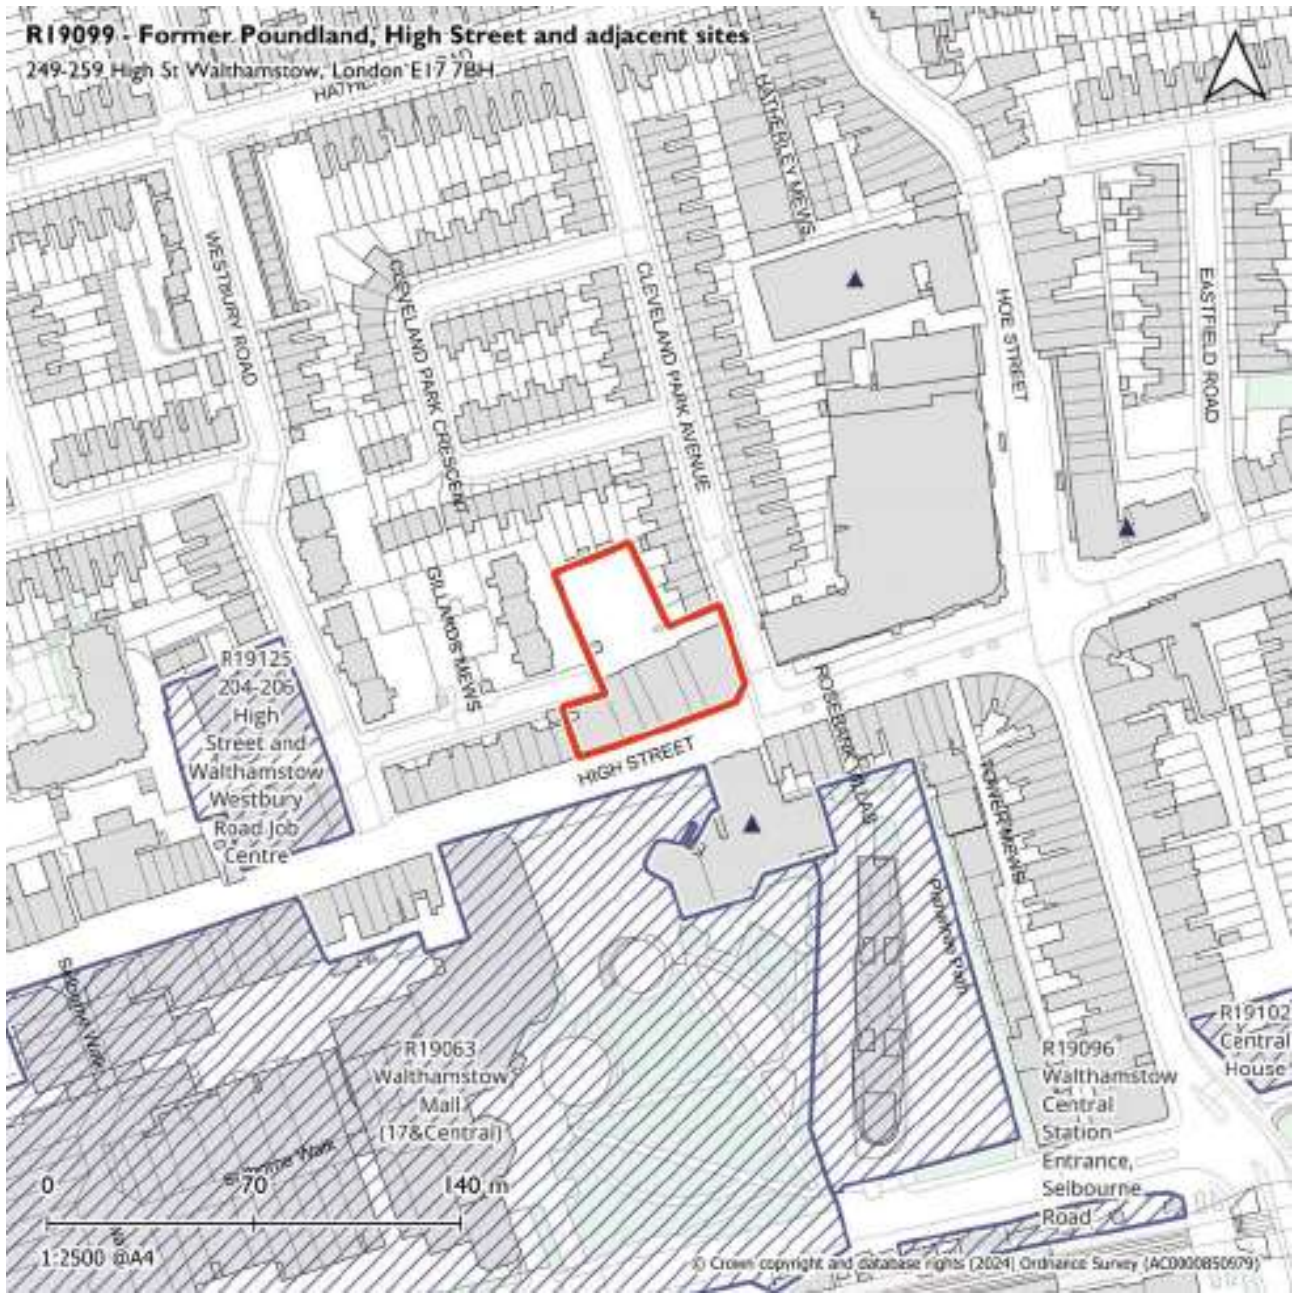 R19099 - Former Poundland, High Street and adjacent sites
249-259 High St Walthamstow, London E17 7BH
HATHERLEY MEWS
WESTBURY ROAD
CLEVELAND PARK CRESCENT
CLEVELAND PARK AVENUE
HOE STREET
EASTFIELD ROAD
GILLARDS MEWS
R19125
204-206
High
Street and
Walthamstow
Westbury
Road Job
Centre
HIGH STREET
ROSEBANK VILLAS
TOWER MEWS
Selborne Walk
R19063
Walthamstow
Mall
(17&Central)
R19096
Walthamstow
Central
Station
Entrance,
Selbourne
Road
R19102
Central
House
0 70 140 m
1:2500 @A4
© Crown copyright and database rights [2024] Ordnance Survey (AC0000850979)